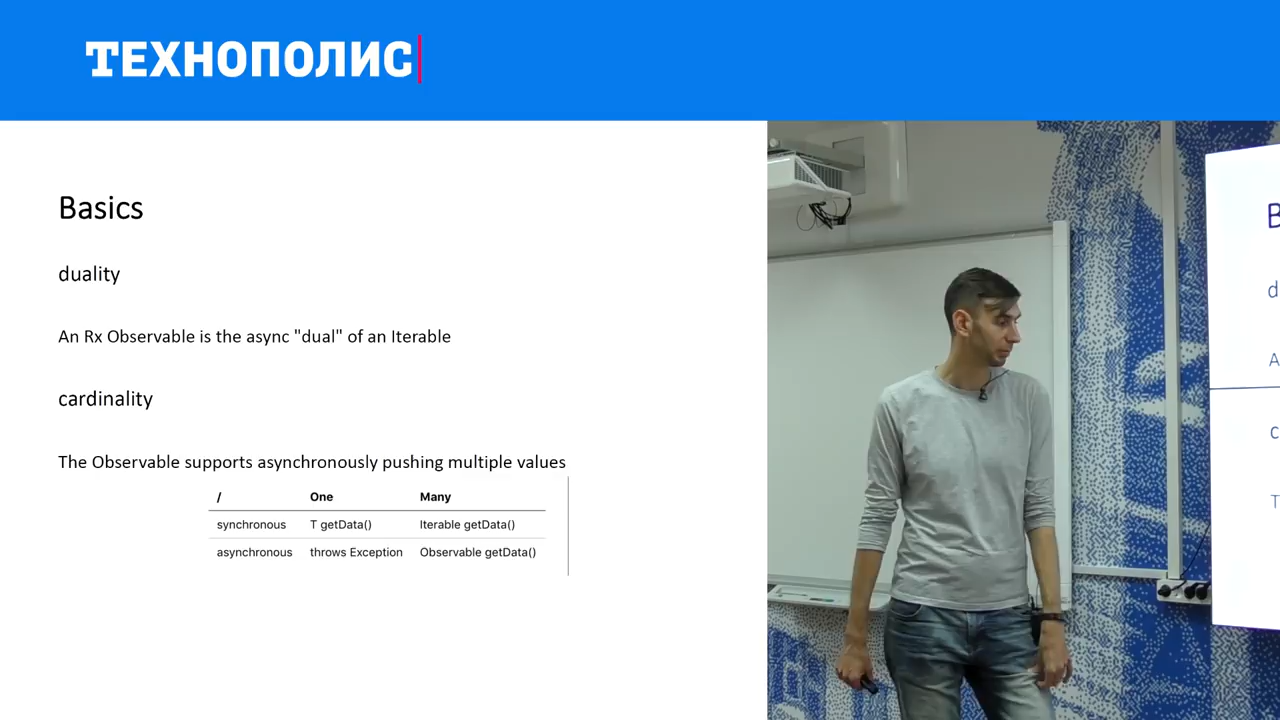 ТЕХНОПОЛИС
Basics
duality
An Rx Observable is the async "dual" of an Iterable
cardinality
The Observable supports asynchronously pushing multiple values
/ One Many
synchronous T getData() Iterable getData()
asynchronous throws Exception Observable getData()
B
d
A
c
T